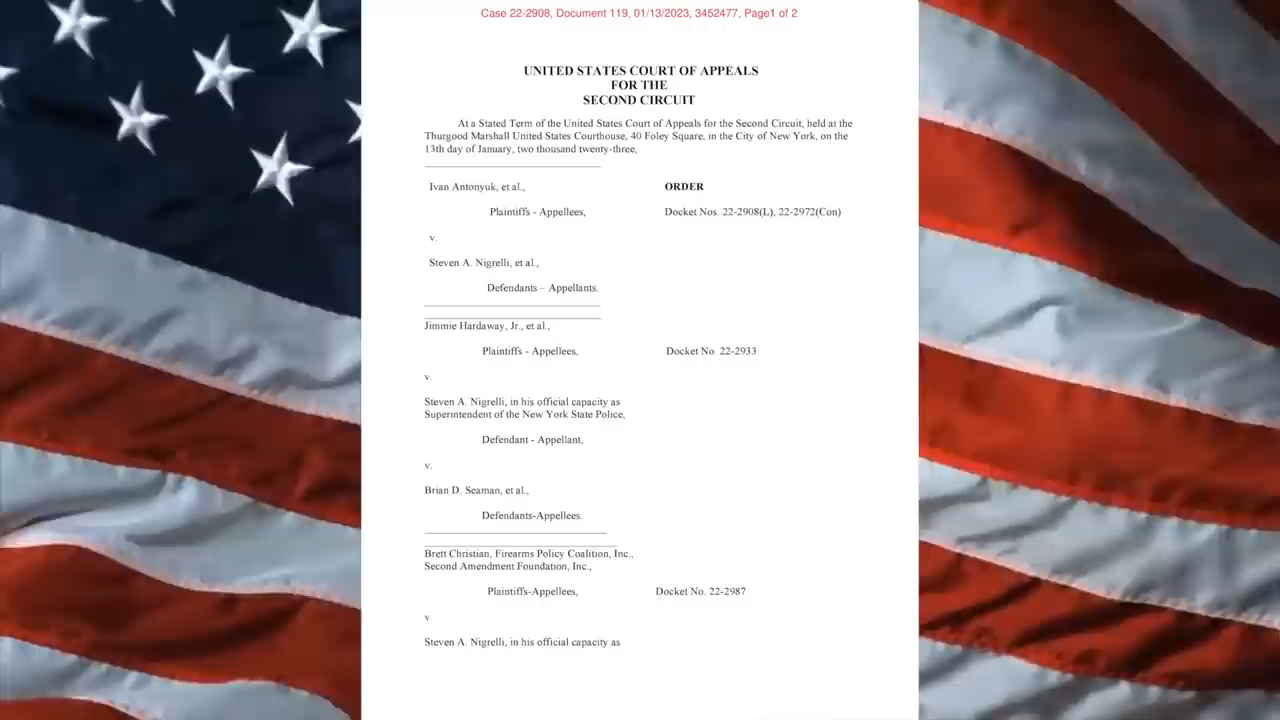 Case 22-2908, Document 119, 01/13/2023, 3452477, Page1 of 2
UNITED STATES COURT OF APPEALS
FOR THE
SECOND CIRCUIT
At a Stated Term of the United States Court of Appeals for the Second Circuit, held at the
Thurgood Marshall United States Courthouse, 40 Foley Square, in the City of New York, on the
13th day of January, two thousand twenty-three,
Ivan Antonyuk, et al., ORDER
Plaintiffs - Appellees, Docket Nos. 22-2908(L), 22-2972(Con)
v.
Steven A. Nigrelli, et al.,
Defendants – Appellants.
Jimmie Hardaway, Jr., et al.,
Plaintiffs - Appellees, Docket No. 22-2933
v.
Steven A. Nigrelli, in his official capacity as
Superintendent of the New York State Police,
Defendant - Appellant,
v.
Brian D. Seaman, et al.,
Defendants-Appellees.
Brett Christian, Firearms Policy Coalition, Inc.,
Second Amendment Foundation, Inc.,
Plaintiffs-Appellees, Docket No. 22-2987
v
Steven A. Nigrelli, in his official capacity as